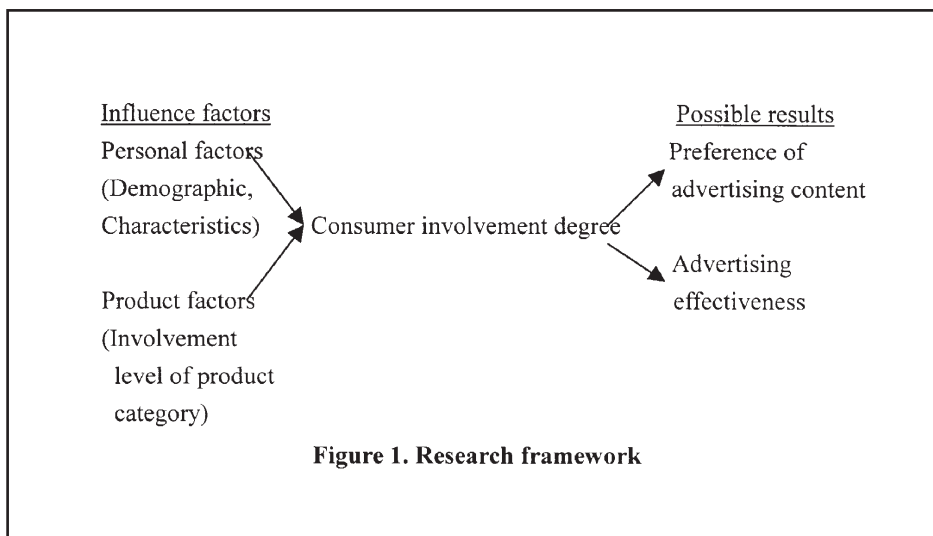 Influence factors
Personal factors
(Demographic,
Characteristics)
Product factors
(Involvement
level of product
category)
Consumer involvement degree
Possible results
Preference of
advertising content
Advertising
effectiveness
Figure 1. Research framework